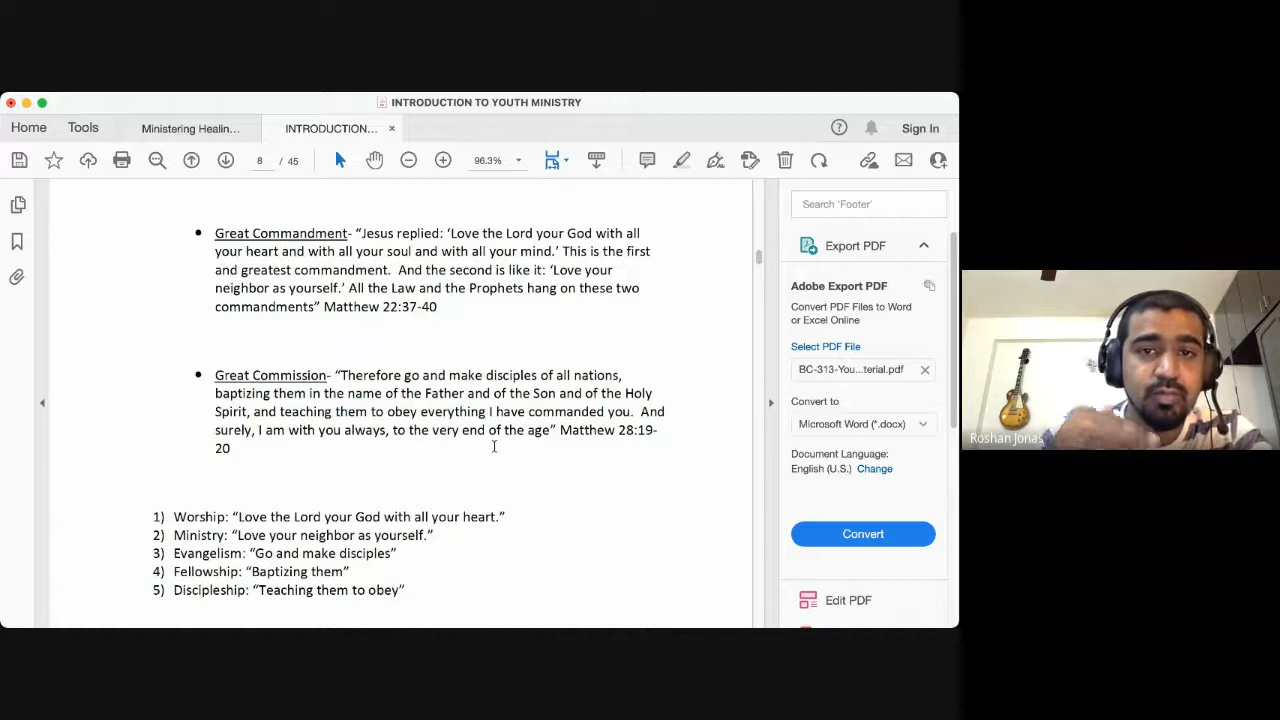 INTRODUCTION TO YOUTH MINISTRY
Home
Tools
Ministering Healin...
INTRODUCTION...
Sign In
8 / 45
96.3%
Great Commandment- “Jesus replied: ‘Love the Lord your God with all
your heart and with all your soul and with all your mind.’ This is the first
and greatest commandment.  And the second is like it: ‘Love your
neighbor as yourself.’ All the Law and the Prophets hang on these two
commandments” Matthew 22:37-40
Great Commission- “Therefore go and make disciples of all nations,
baptizing them in the name of the Father and of the Son and of the Holy
Spirit, and teaching them to obey everything I have commanded you.  And
surely, I am with you always, to the very end of the age” Matthew 28:19-
20
1) Worship: “Love the Lord your God with all your heart.”
2) Ministry: “Love your neighbor as yourself.”
3) Evangelism: “Go and make disciples”
4) Fellowship: “Baptizing them”
5) Discipleship: “Teaching them to obey”
Search ‘Footer’
Export PDF
Adobe Export PDF
Convert PDF Files to Word
or Excel Online
Select PDF File
BC-313-You...terial.pdf
Convert to
Microsoft Word (*.docx)
Document Language:
English (U.S.) Change
Convert
Edit PDF
Roshan Jonas